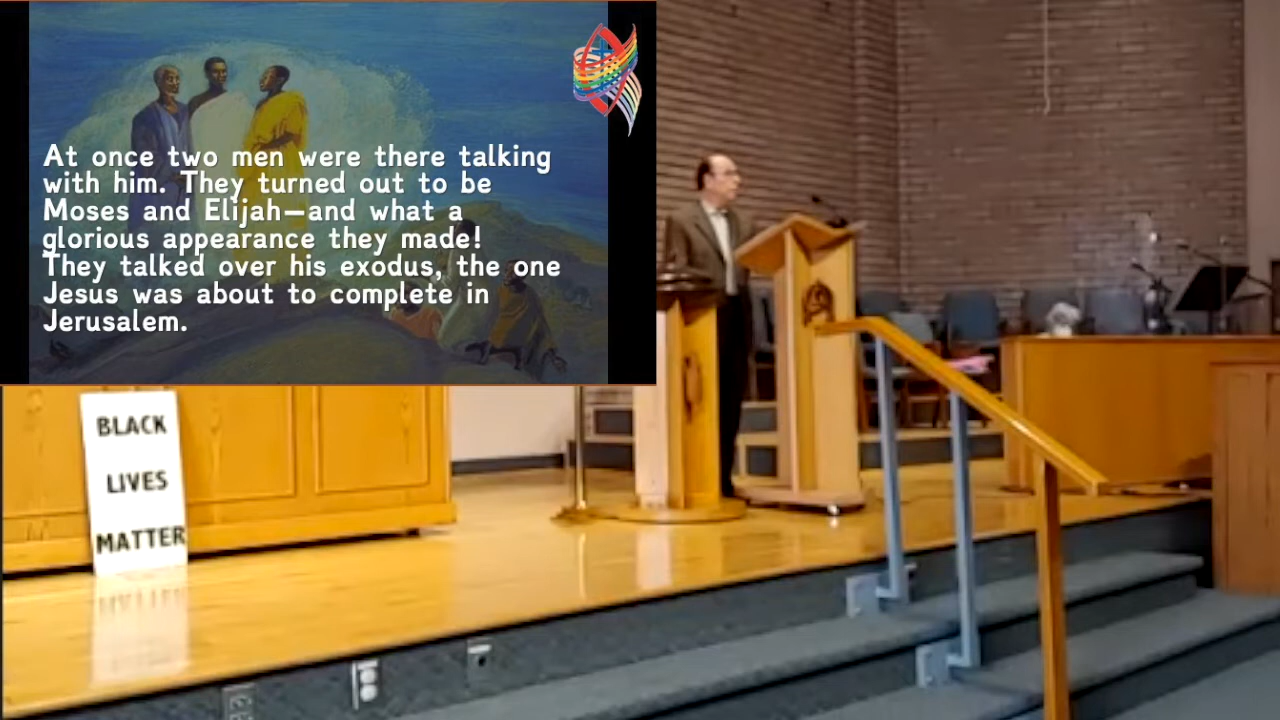 At once two men were there talking
with him. They turned out to be
Moses and Elijah—and what a
glorious appearance they made!
They talked over his exodus, the one
Jesus was about to complete in
Jerusalem.
BLACK
LIVES
MATTER